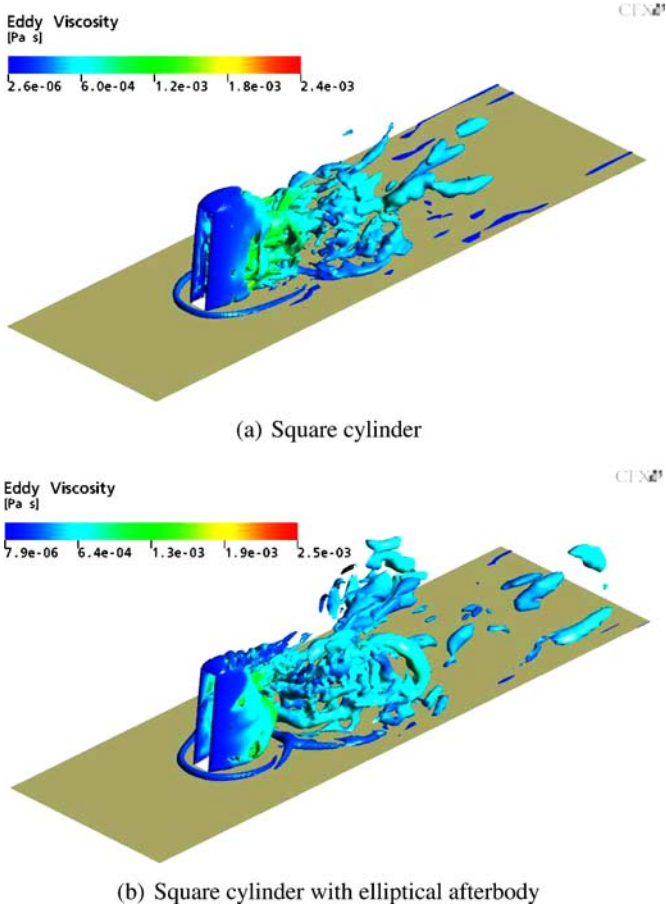 CFX
Eddy Viscosity
[Pa s]
2.6e-06 6.0e-04 1.2e-03 1.8e-03 2.4e-03
(a) Square cylinder
CFX
Eddy Viscosity
[Pa s]
7.9e-06 6.4e-04 1.3e-03 1.9e-03 2.5e-03
(b) Square cylinder with elliptical afterbody